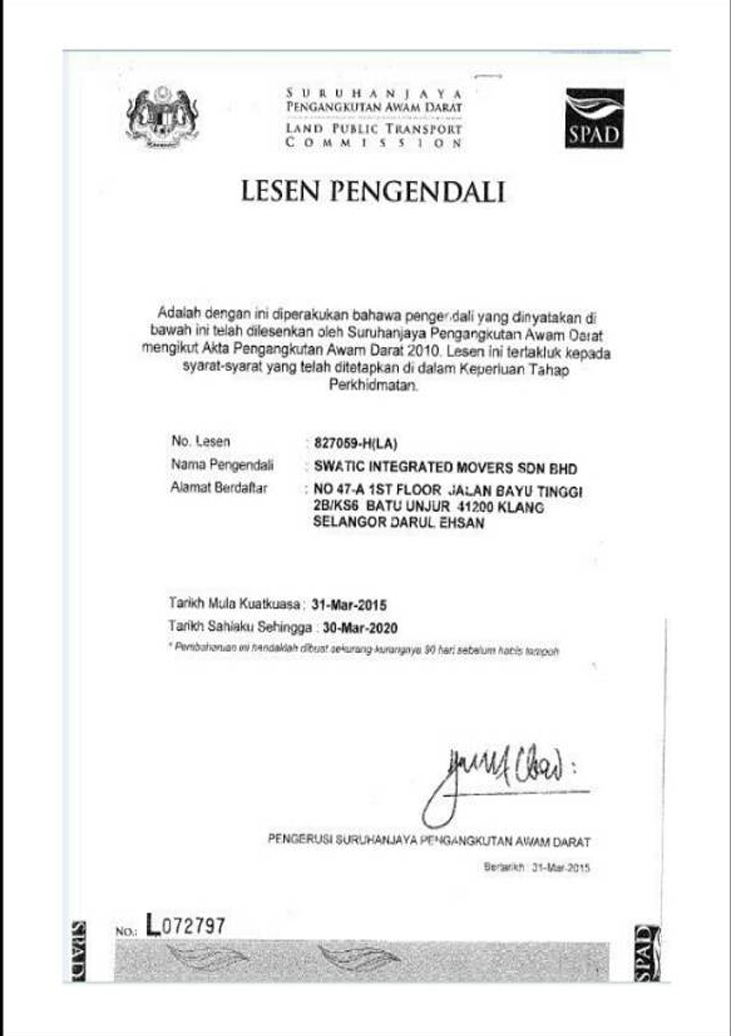 SURUHANJAYA
PENGANGKUTAN AWAM DARAT
LAND PUBLIC TRANSPORT
COMMISSION
SPAD
LESEN PENGENDALI
Adalah dengan ini diperakukan bahawa pengendali yang dinyatakan di
bawah ini telah dilesenkan oleh Suruhanjaya Pengangkutan Awam Darat
mengikut Akta Pengangkutan Awam Darat 2010. Lesen ini tertakluk kepada
syarat-syarat yang telah ditetapkan di dalam Keperluan Tahap
Perkhidmatan.
No. Lesen : 827059-H(LA)
Nama Pengendali : SWATIC INTEGRATED MOVERS SDN BHD
Alamat Berdaftar : NO 47-A 1ST FLOOR JALAN BAYU TINGGI
2B/KS6 BATU UNJUR 41200 KLANG
SELANGOR DARUL EHSAN
Tarikh Mula Kuatkuasa : 31-Mar-2015
Tarikh Sahlaku Sehingga : 30-Mar-2020
* Pembaharuan ini hendaklah dibuat sekurang-kurangnya 90 hari sebelum habis tempoh
PENGERUSI SURUHANJAYA PENGANGKUTAN AWAM DARAT
Bertarikh : 31-Mar-2015
No.: L072797
SPAD
SPAD